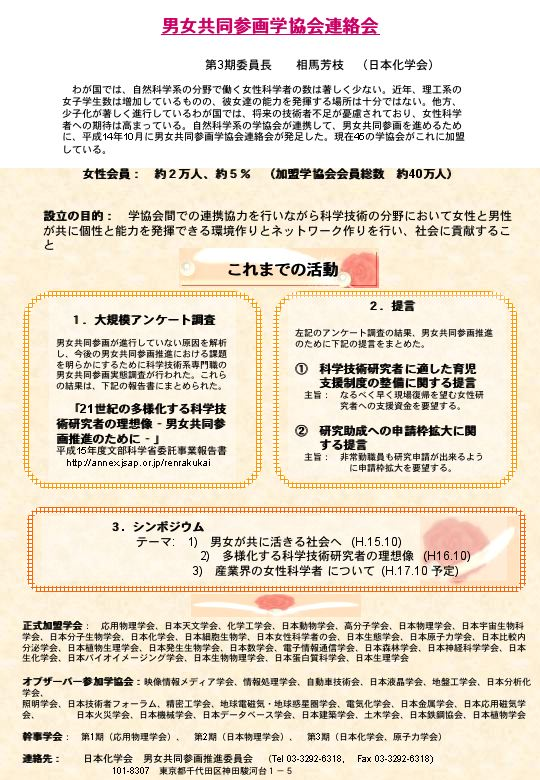 男女共同参画学協会連絡会
第3期委員長　　相馬芳枝　（日本化学会）
わが国では、自然科学系の分野で働く女性科学者の数は著しく少ない。近年、理工系の
女子学生数は増加しているものの、彼女達の能力を発揮する場所は十分ではない。他方、
少子化が著しく進行しているわが国では、将来の技術者不足が憂慮されており、女性科学
者への期待は高まっている。自然科学系の学協会が連携して、男女共同参画を進めるため
に、平成14年10月に男女共同参画学協会連絡会が発足した。現在45の学協会がこれに加盟
している。
女性会員：　約２万人、約５％　（加盟学協会会員総数　約40万人）
設立の目的：　学協会間での連携協力を行いながら科学技術の分野において女性と男性
が共に個性と能力を発揮できる環境作りとネットワーク作りを行い、社会に貢献するこ
と
これまでの活動
１．大規模アンケート調査
男女共同参画が進行していない原因を解析
し、今後の男女共同参画推進における課題
を明らかにするために科学技術系専門職の
男女共同参画実態調査が行われた。これら
の結果は、下記の報告書にまとめられた。
「21世紀の多様化する科学技
術研究者の理想像 - 男女共同参
画推進のために - 」
平成15年度文部科学省委託事業報告書
http://annex.jsap.or.jp/renrakukai
２．提言
左記のアンケート調査の結果、男女共同参画推進
のために下記の提言をまとめた。
①　科学技術研究者に適した育児
支援制度の整備に関する提言
主旨：　なるべく早く現場復帰を望む女性研
究者への支援資金を要望する。
②　研究助成への申請枠拡大に関
する提言
主旨：　非常勤職員も研究申請が出来るよう
に申請枠拡大を要望する。
３．シンポジウム
テーマ:　1)　男女が共に活きる社会へ　(H.15.10)
2)　多様化する科学技術研究者の理想像　(H16.10)
3)　産業界の女性科学者 について (H.17.10 予定)
正式加盟学会：　応用物理学会、日本天文学会、化学工学会、日本動物学会、高分子学会、日本物理学会、日本宇宙生物科
学会、日本分子生物学会、日本化学会、日本細胞生物学、日本女性科学者の会、日本生態学会、日本原子力学会、日本比較内
分泌学会、日本植物生理学会、日本発生生物学会、日本数学会、電子情報通信学会、日本森林学会、日本神経科学学会、日本
生化学会、日本バイオイメージング学会、日本生物物理学会、日本蛋白質科学会、日本生理学会
オブザーバー参加学協会：映像情報メディア学会、情報処理学会、自動車技術会、日本液晶学会、地盤工学会、日本分析化
学会、
照明学会、日本技術者フォーラム、精密工学会、地球電磁気・地球惑星圏学会、電気化学会、日本金属学会、日本応用磁気学
会、　　　日本火災学会、日本機械学会、日本データベース学会、日本建築学会、土木学会、日本鉄鋼協会、日本植物学会
幹事学会：　第1期（応用物理学会）、　第2期（日本物理学会）、　第3期（日本化学会、原子力学会）
連絡先：　　日本化学会　男女共同参画推進委員会　（Tel 03-3292-6318,　Fax 03-3292-6318)
101-8307　東京都千代田区神田駿河台１－５